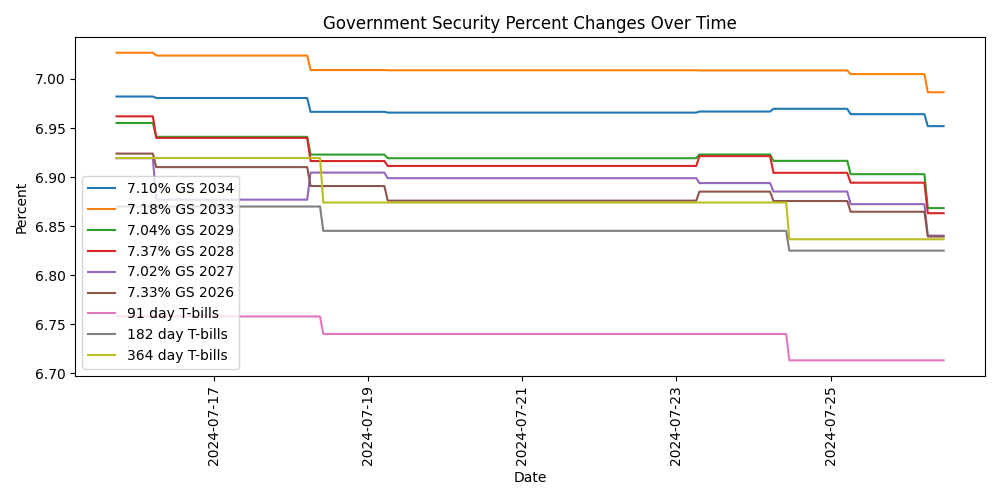 Government Security Percent Changes Over Time
Percent
7.00
6.95
6.90
6.85
6.80
6.75
6.70
7.10% GS 2034
7.18% GS 2033
7.04% GS 2029
7.37% GS 2028
7.02% GS 2027
7.33% GS 2026
91 day T-bills
182 day T-bills
364 day T-bills
2024-07-17
2024-07-19
2024-07-21
2024-07-23
2024-07-25
Date